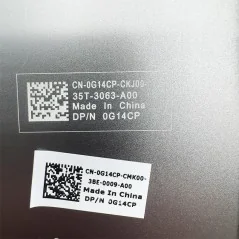 CN-0G14CP-CKJ00-
35T-3063-A00
Made In China
DP/N 0G14CP
CN-0G14CP-CMK00-
3BE-0009-A00
Made In China
DP/N 0G14CP